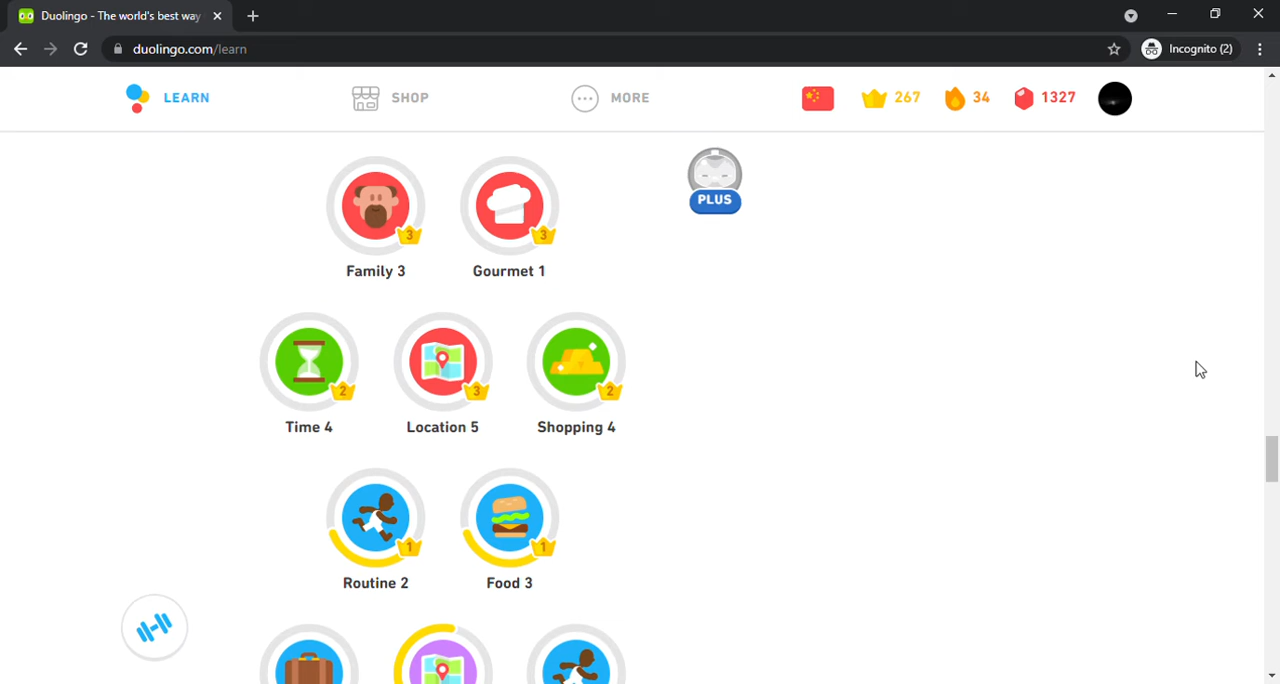 Duolingo - The world's best way
duolingo.com/learn
Incognito (2)
LEARN
SHOP
MORE
267
34
1327
PLUS
3
3
Family 3
Gourmet 1
2
3
2
Time 4
Location 5
Shopping 4
1
1
Routine 2
Food 3